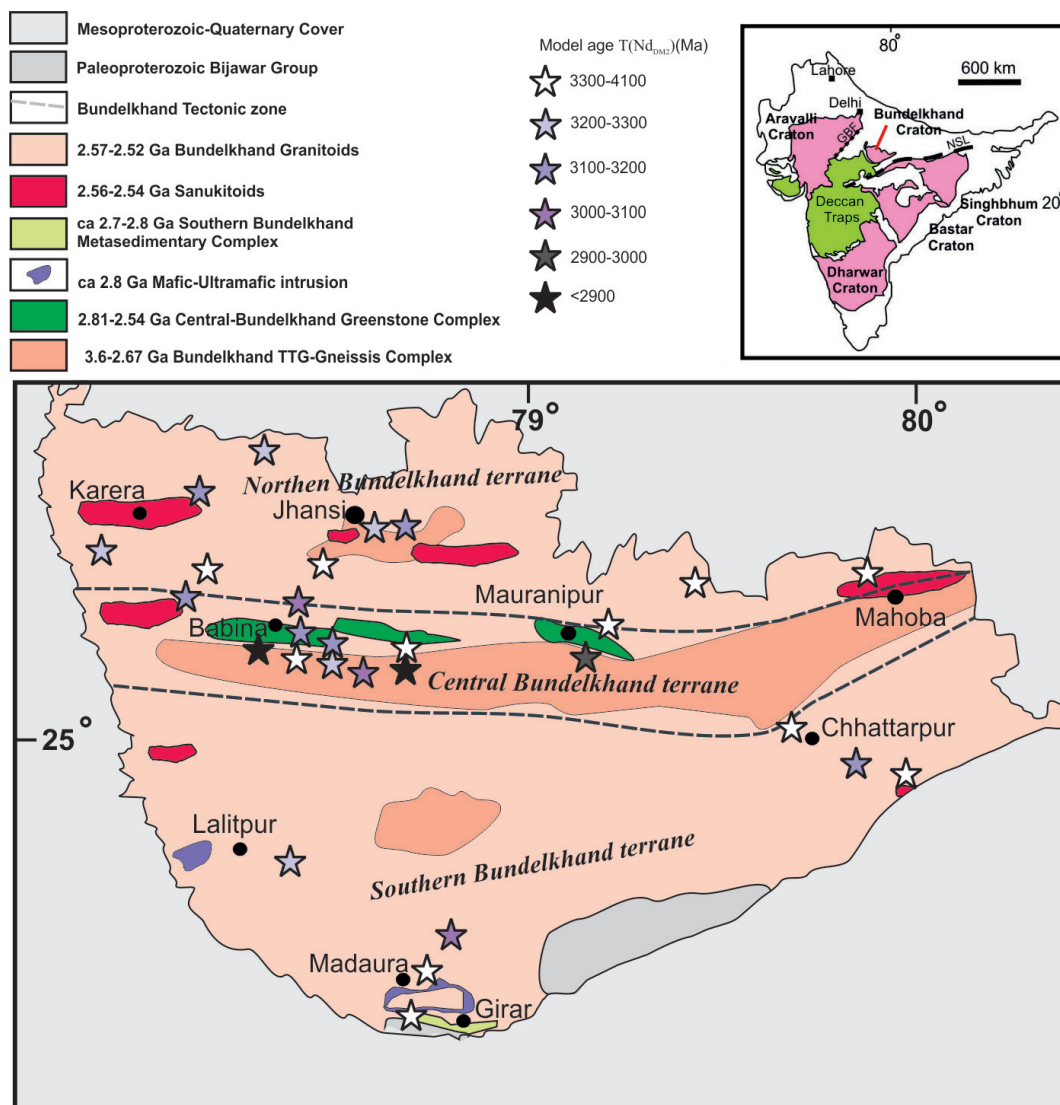 Mesoproterozoic-Quaternary Cover
Paleoproterozoic Bijawar Group
Bundelkhand Tectonic zone
2.57-2.52 Ga Bundelkhand Granitoids
2.56-2.54 Ga Sanukitoids
ca 2.7-2.8 Ga Southern Bundelkhand
Metasedimentary Complex
ca 2.8 Ga Mafic-Ultramafic intrusion
2.81-2.54 Ga Central-Bundelkhand Greenstone Complex
3.6-2.67 Ga Bundelkhand TTG-Gneissis Complex
Model age T(Nd_DM2)(Ma)
3300-4100
3200-3300
3100-3200
3000-3100
2900-3000
<2900
80°
Lahore
600 km
Delhi
Aravalli
Craton
Bundelkhand
Craton
GBF
NSL
Deccan
Traps
Singhbhum
Craton
20°
Bastar
Craton
Dharwar
Craton
79°
80°
Karera
Northen Bundelkhand terrane
Jhansi
Mauranipur
Mahoba
Babina
Central Bundelkhand terrane
Chhattarpur
25°
Lalitpur
Southern Bundelkhand terrane
Madaura
Girar